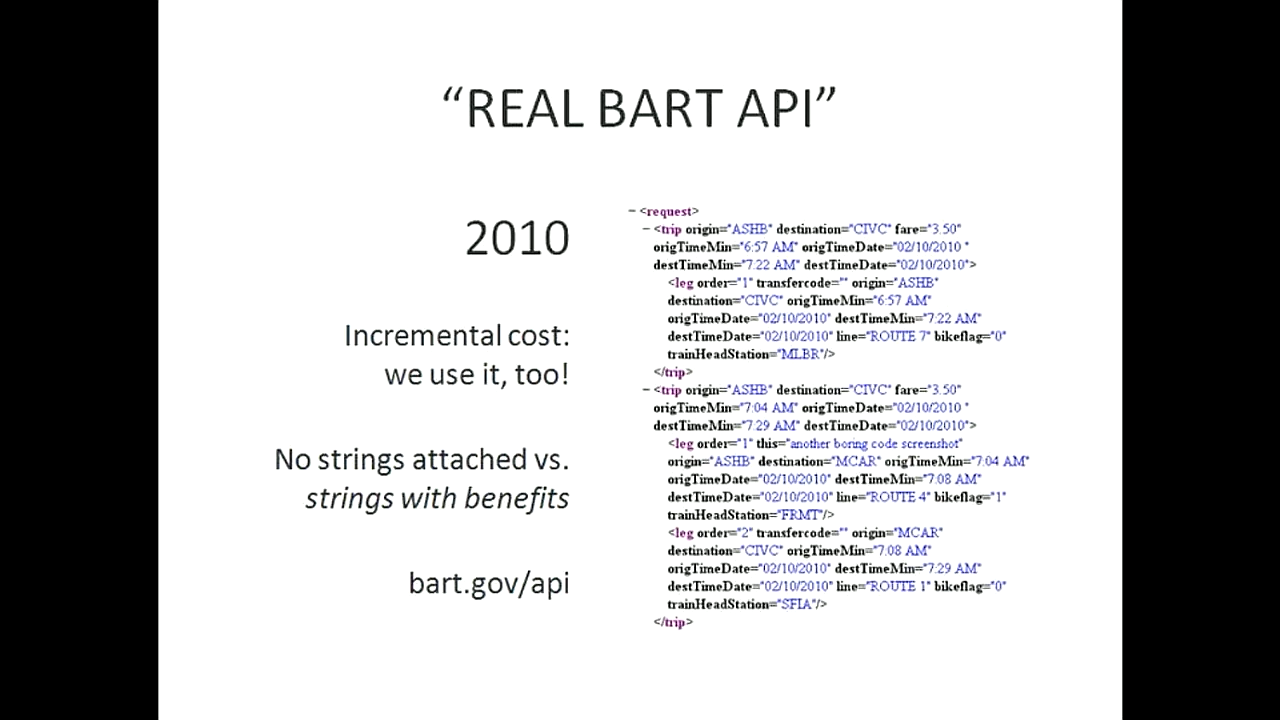 “REAL BART API”
2010
Incremental cost:
we use it, too!
No strings attached vs.
strings with benefits
bart.gov/api
− <request>
− <trip origin="ASHB" destination="CIVC" fare="3.50"
origTimeMin="6:57 AM" origTimeDate="02/10/2010 "
destTimeMin="7:22 AM" destTimeDate="02/10/2010">
<leg order="1" transfercode="" origin="ASHB"
destination="CIVC" origTimeMin="6:57 AM"
origTimeDate="02/10/2010" destTimeMin="7:22 AM"
destTimeDate="02/10/2010" line="ROUTE 7" bikeflag="0"
trainHeadStation="MLBR"/>
</trip>
− <trip origin="ASHB" destination="CIVC" fare="3.50"
origTimeMin="7:04 AM" origTimeDate="02/10/2010 "
destTimeMin="7:29 AM" destTimeDate="02/10/2010">
<leg order="1" this="another boring code screenshot"
origin="ASHB" destination="MCAR" origTimeMin="7:04 AM"
origTimeDate="02/10/2010" destTimeMin="7:08 AM"
destTimeDate="02/10/2010" line="ROUTE 4" bikeflag="1"
trainHeadStation="FRMT"/>
<leg order="2" transfercode="" origin="MCAR"
destination="CIVC" origTimeMin="7:08 AM"
origTimeDate="02/10/2010" destTimeMin="7:29 AM"
destTimeDate="02/10/2010" line="ROUTE 1" bikeflag="0"
trainHeadStation="SFIA"/>
</trip>